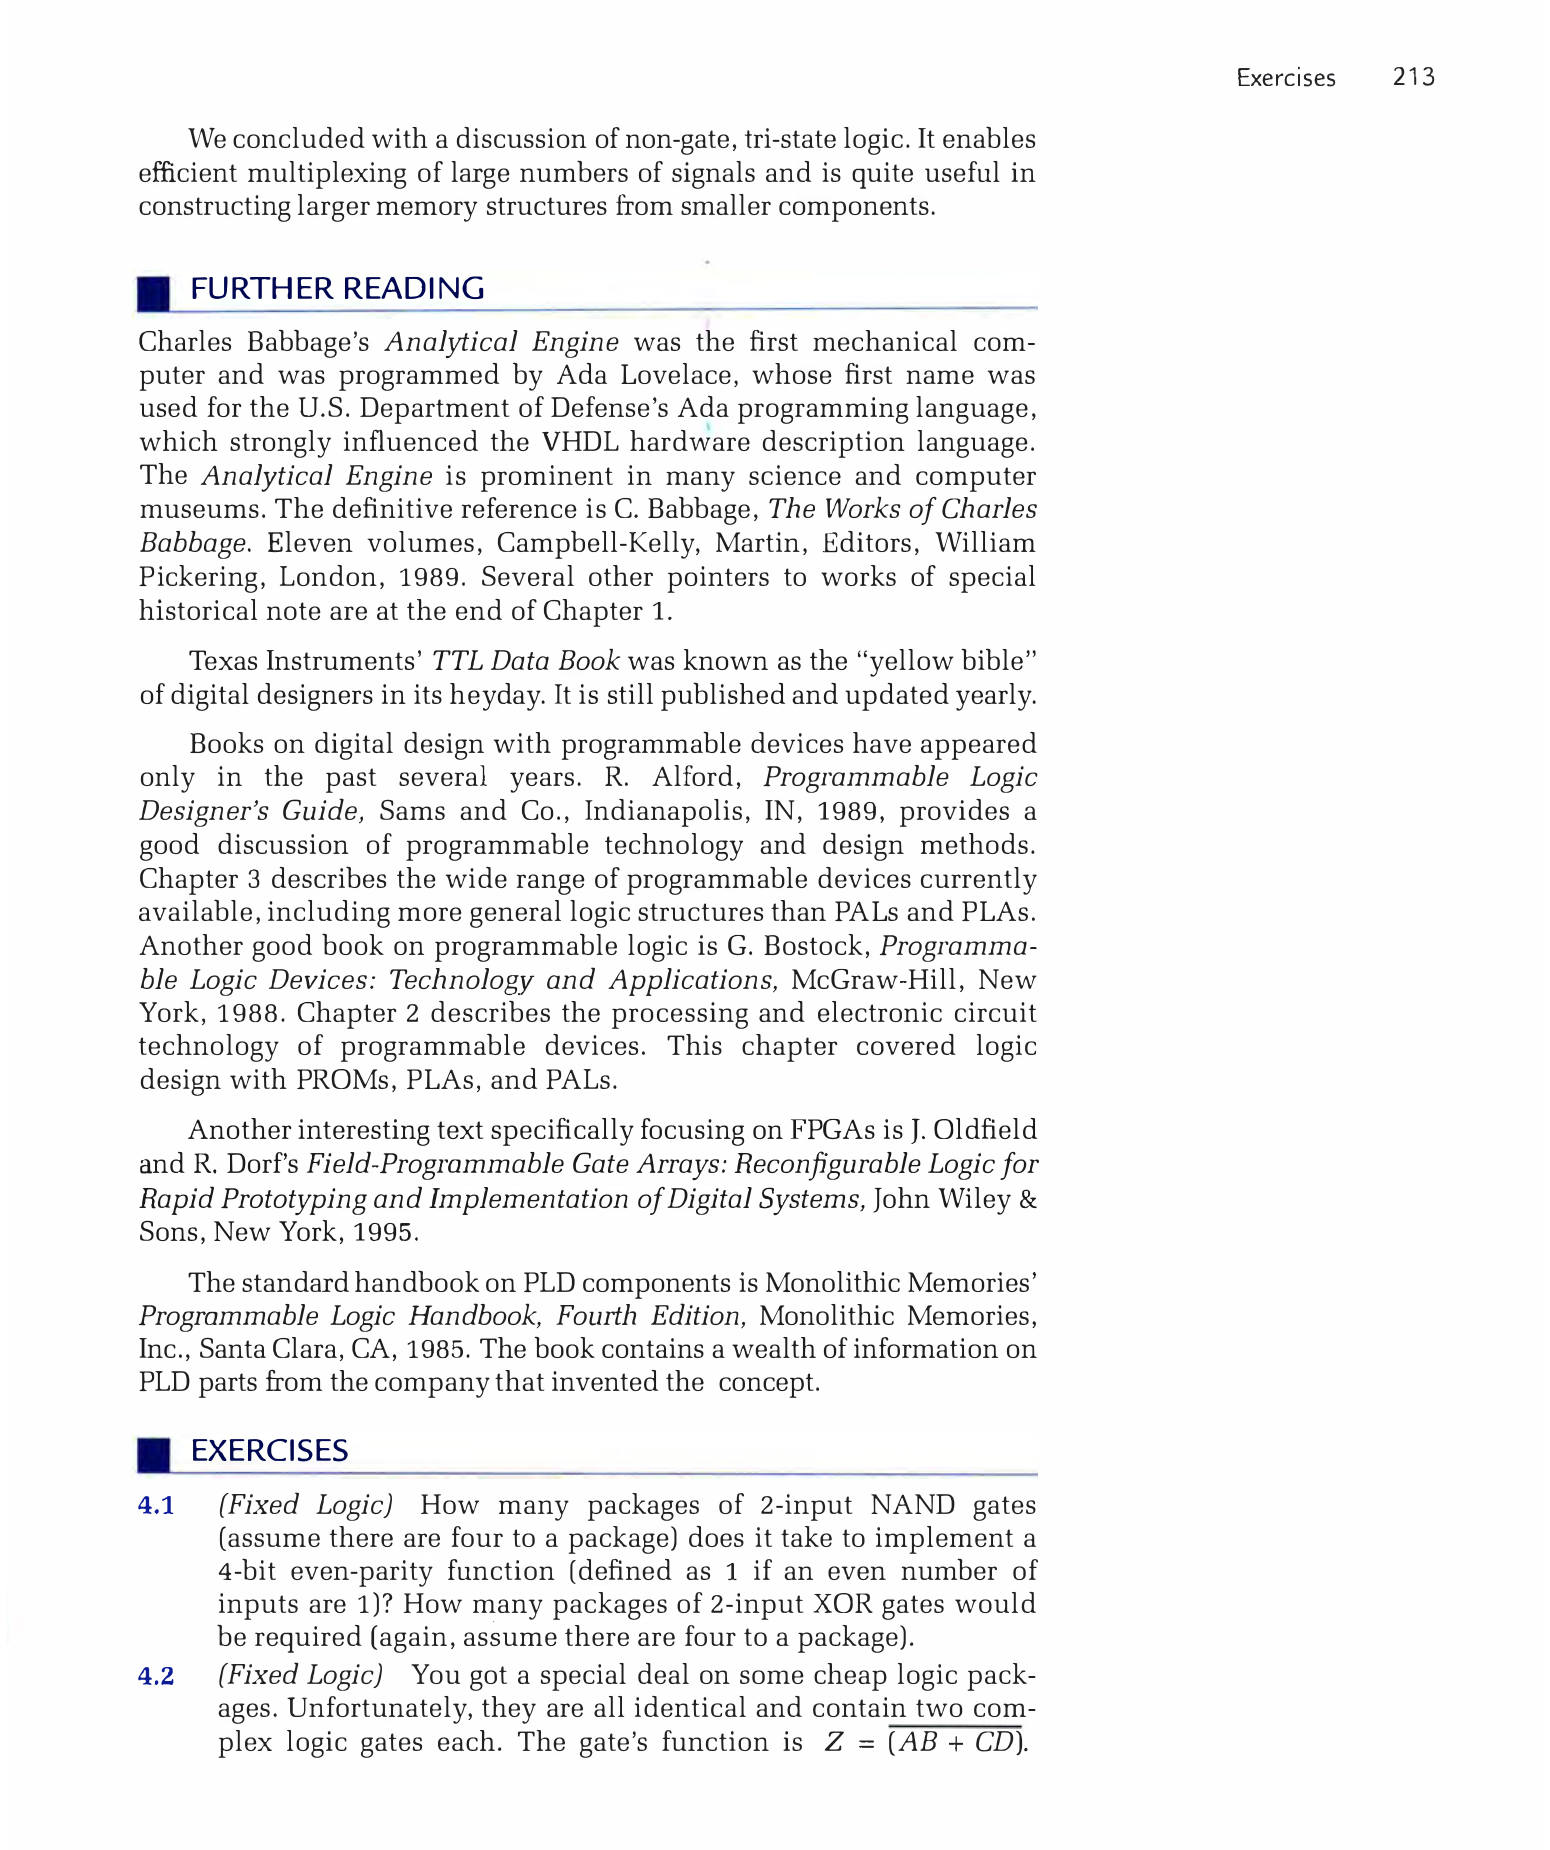 Exercises 213
We concluded with a discussion of non-gate, tri-state logic. It enables
efficient multiplexing of large numbers of signals and is quite useful in
constructing larger memory structures from smaller components.
FURTHER READING
Charles Babbage's Analytical Engine was the first mechanical com-
puter and was programmed by Ada Lovelace, whose first name was
used for the U.S. Department of Defense's Ada programming language,
which strongly influenced the VHDL hardware description language.
The Analytical Engine is prominent in many science and computer
museums. The definitive reference is C. Babbage, The Works of Charles
Babbage. Eleven volumes, Campbell-Kelly, Martin, Editors, William
Pickering, London, 1989. Several other pointers to works of special
historical note are at the end of Chapter 1.
Texas Instruments' TTL Data Book was known as the “yellow bible”
of digital designers in its heyday. It is still published and updated yearly.
Books on digital design with programmable devices have appeared
only in the past several years. R. Alford, Programmable Logic
Designer's Guide, Sams and Co., Indianapolis, IN, 1989, provides a
good discussion of programmable technology and design methods.
Chapter 3 describes the wide range of programmable devices currently
available, including more general logic structures than PALs and PLAs.
Another good book on programmable logic is G. Bostock, Programma-
ble Logic Devices: Technology and Applications, McGraw-Hill, New
York, 1988. Chapter 2 describes the processing and electronic circuit
technology of programmable devices. This chapter covered logic
design with PROMs, PLAs, and PALs.
Another interesting text specifically focusing on FPGAs is J. Oldfield
and R. Dorf's Field-Programmable Gate Arrays: Reconfigurable Logic for
Rapid Prototyping and Implementation of Digital Systems, John Wiley &
Sons, New York, 1995.
The standard handbook on PLD components is Monolithic Memories'
Programmable Logic Handbook, Fourth Edition, Monolithic Memories,
Inc., Santa Clara, CA, 1985. The book contains a wealth of information on
PLD parts from the company that invented the concept.
EXERCISES
4.1 (Fixed Logic) How many packages of 2-input NAND gates
(assume there are four to a package) does it take to implement a
4-bit even-parity function (defined as 1 if an even number of
inputs are 1)? How many packages of 2-input XOR gates would
be required (again, assume there are four to a package).
4.2 (Fixed Logic) You got a special deal on some cheap logic pack-
ages. Unfortunately, they are all identical and contain two com-
plex logic gates each. The gate's function is Z = \overline{(AB + CD)}.